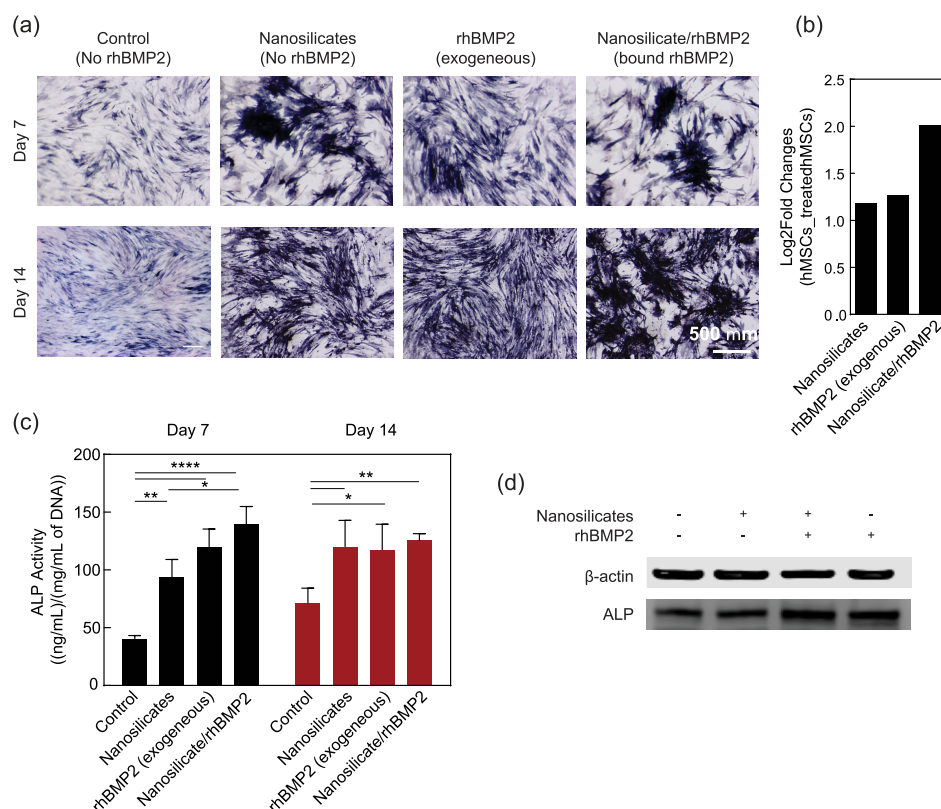 (a)
Control
(No rhBMP2)
Nanosilicates
(No rhBMP2)
rhBMP2
(exogeneous)
Nanosilicate/rhBMP2
(bound rhBMP2)
Day 7
Day 14
500 mm
(b)
Log2Fold Changes
(hMSCs_treatedhMSCs)
2.5
2.0
1.5
1.0
0.5
0.0
Nanosilicates
rhBMP2 (exogenous)
Nanosilicate/rhBMP2
(c)
Day 7
Day 14
ALP Activity
((ng/mL)/(mg/mL of DNA))
200
150
100
50
0
****
**
*
**
*
Control
Nanosilicates
rhBMP2 (exogeneous)
Nanosilicate/rhBMP2
Control
Nanosilicates
rhBMP2 (exogeneous)
Nanosilicate/rhBMP2
(d)
Nanosilicates - + + -
rhBMP2 - - + +
β-actin
ALP